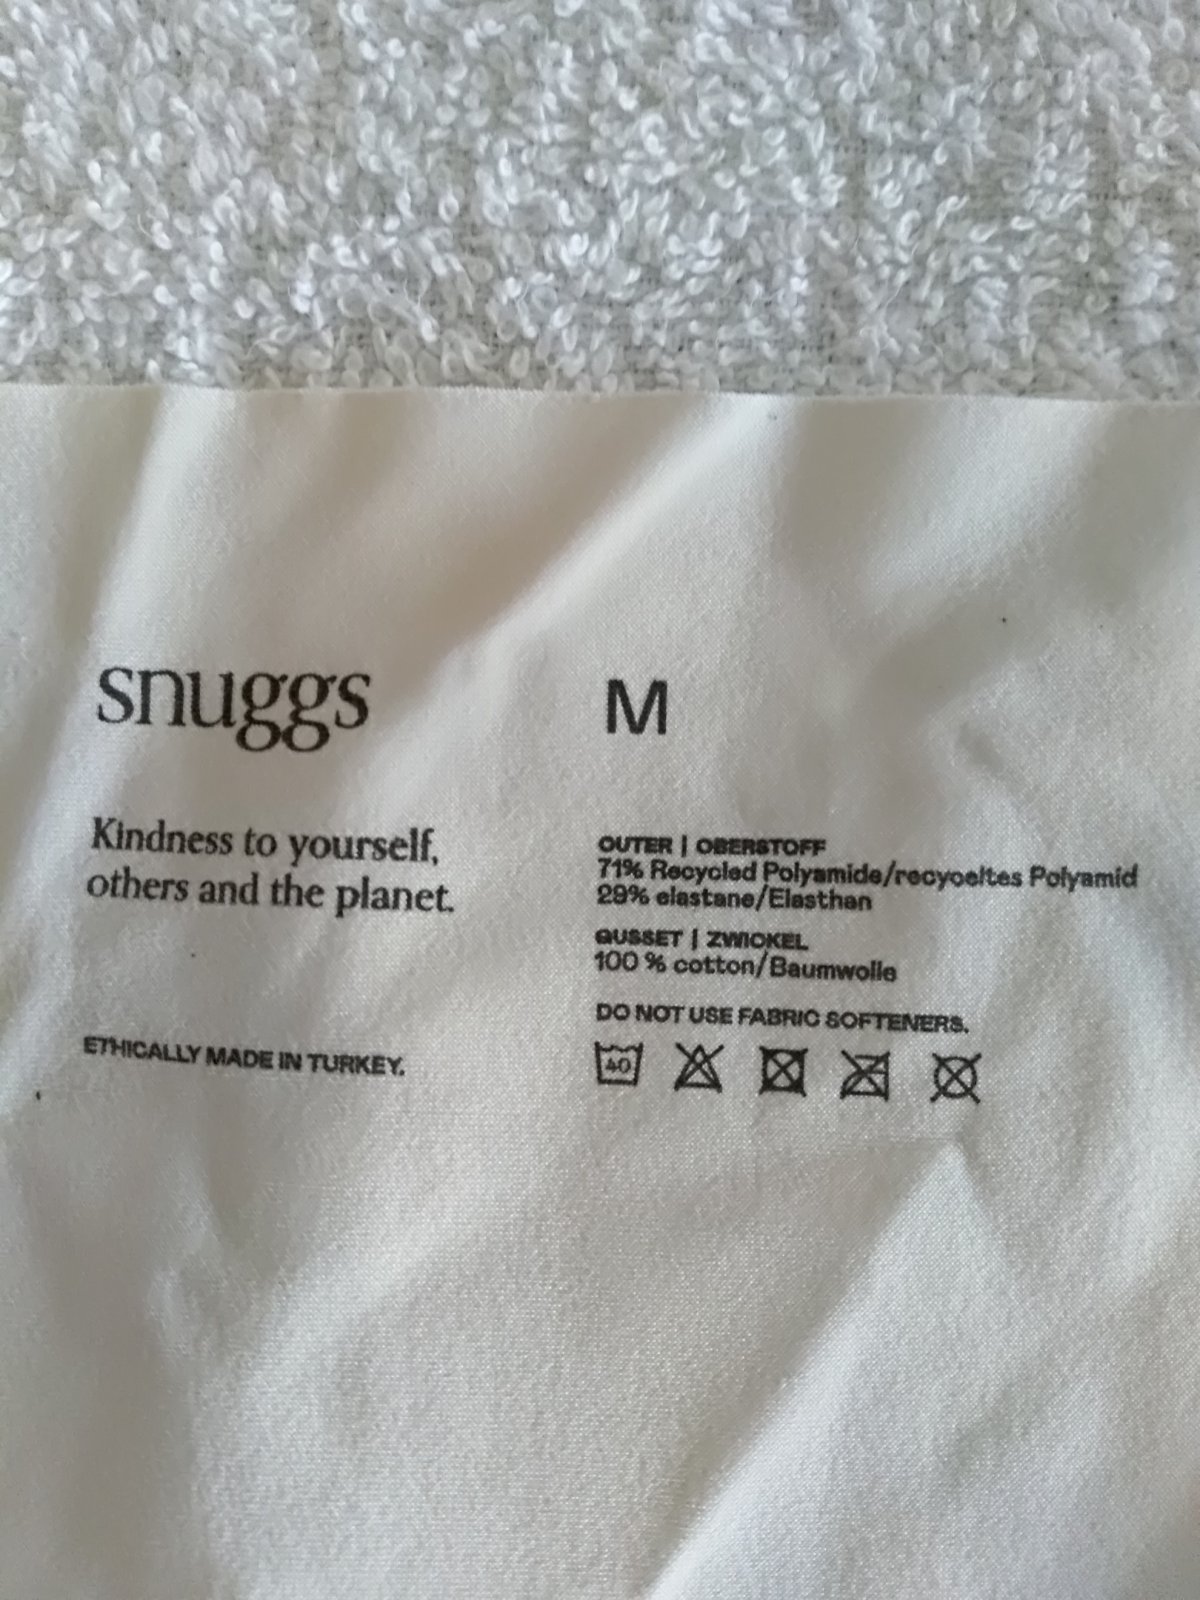 snuggs
Kindness to yourself,
others and the planet.
ETHICALLY MADE IN TURKEY.
M
OUTER | OBERSTOFF
71% Recycled Polyamide/recyceltes Polyamid
29% elastane/Elasthan
GUSSET | ZWICKEL
100 % cotton/Baumwolle
DO NOT USE FABRIC SOFTENERS.
40